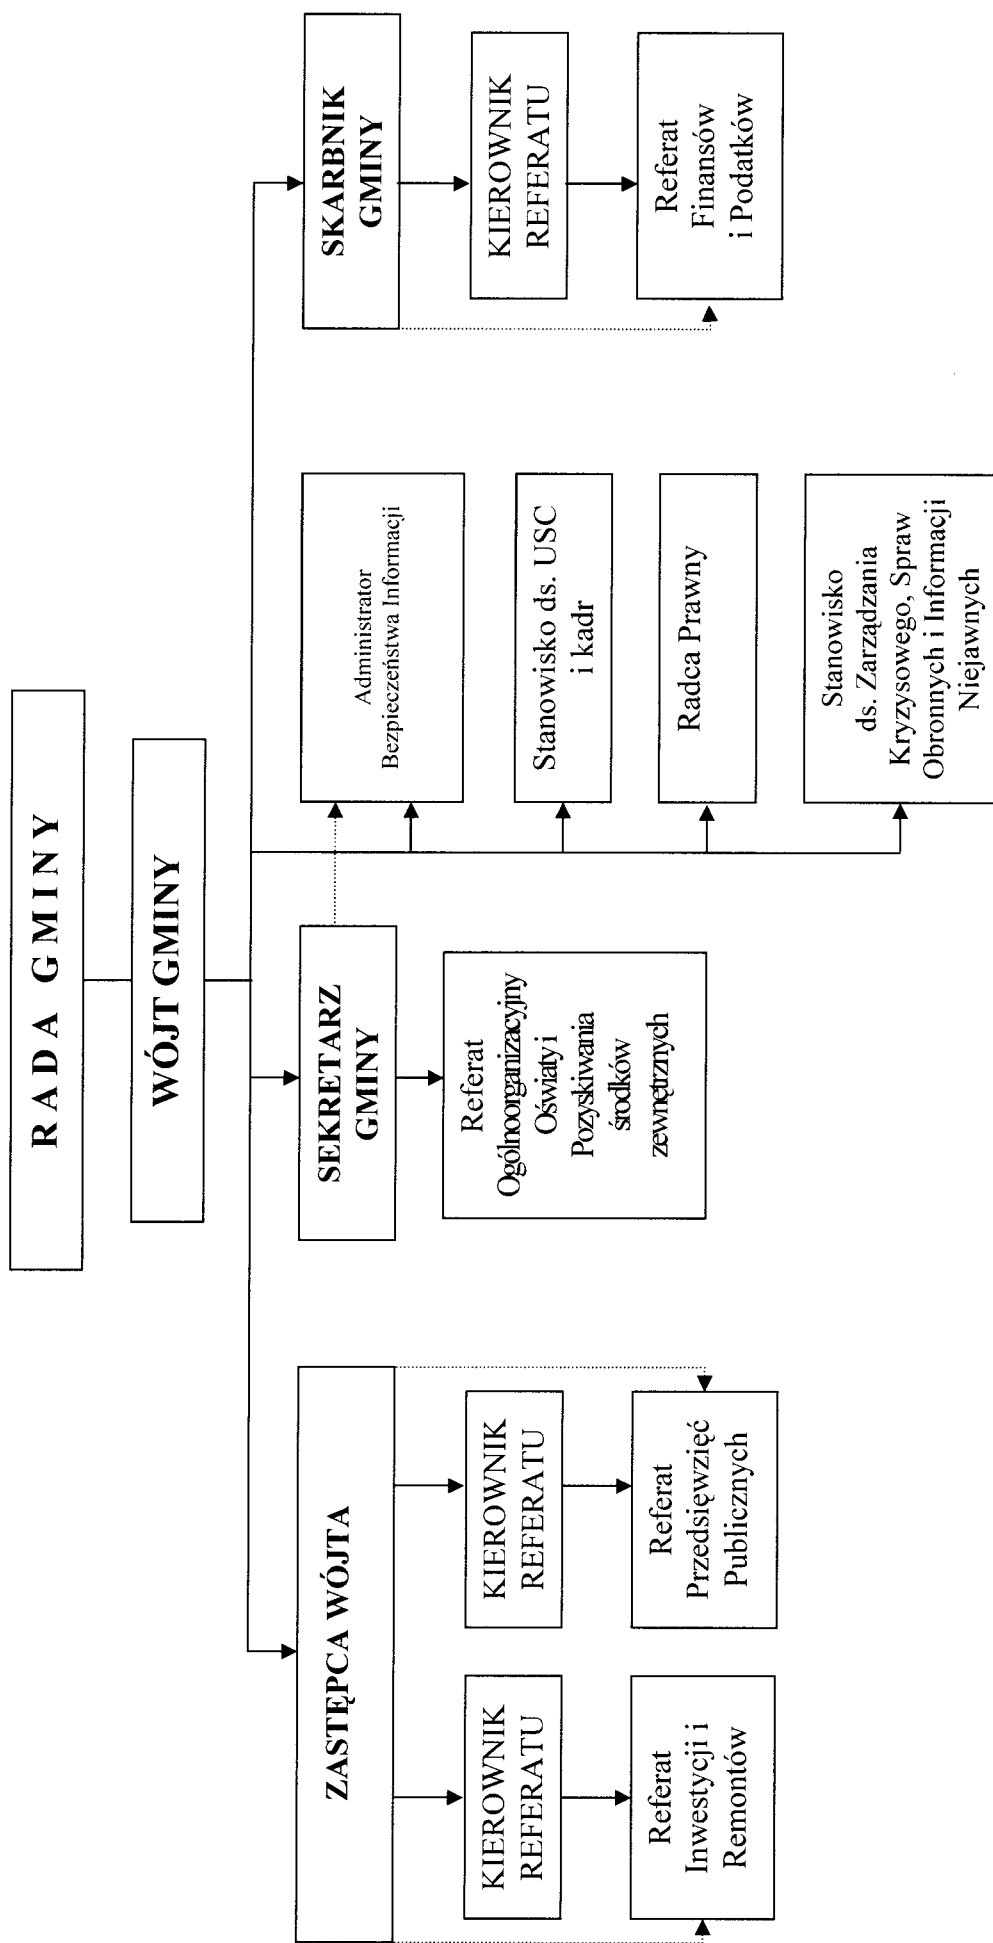 RADA GMINY
WÓJT GMINY
ZASTĘPCA WÓJTA
KIEROWNIK
REFERATU
Referat
Inwestycji i
Remontów
KIEROWNIK
REFERATU
Referat
Przedsięwzięć
Publicznych
SEKRETARZ
GMINY
Referat
Ogólnoorganizacyjny
Oświaty i
Pozyskiwania
środków
zewnętrznych
Administrator
Bezpieczeństwa Informacji
Stanowisko ds. USC
i kadr
Radca Prawny
Stanowisko
ds. Zarządzania
Kryzysowego, Spraw
Obronnych i Informacji
Niejawnych
SKARBNIK
GMINY
KIEROWNIK
REFERATU
Referat
Finansów
i Podatków